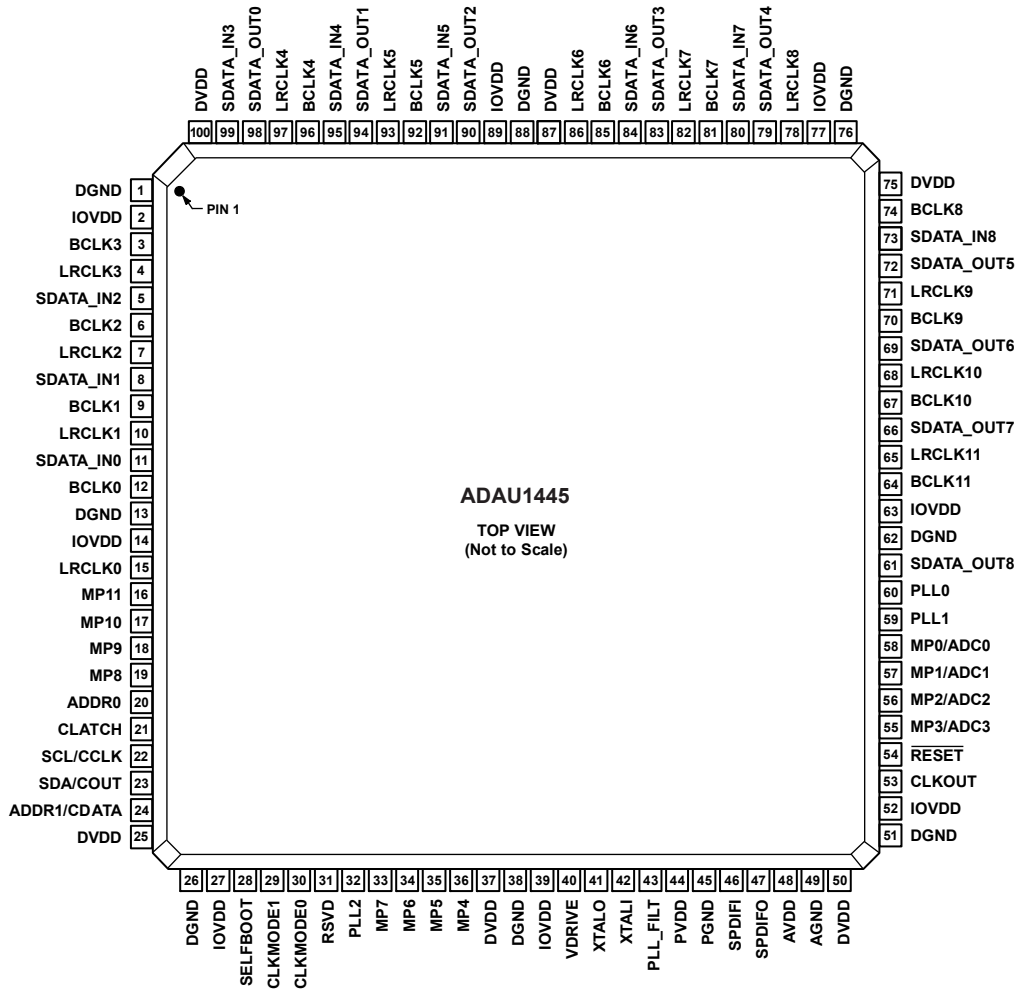 DVDD
SDATA_IN3
SDATA_OUT0
LRCLK4
BCLK4
SDATA_IN4
SDATA_OUT1
LRCLK5
BCLK5
SDATA_IN5
SDATA_OUT2
IOVDD
DGND
DVDD
LRCLK6
BCLK6
SDATA_IN6
SDATA_OUT3
LRCLK7
BCLK7
SDATA_IN7
SDATA_OUT4
LRCLK8
IOVDD
DGND
100 99 98 97 96 95 94 93 92 91 90 89 88 87 86 85 84 83 82 81 80 79 78 77 76
DGND 1
IOVDD 2
BCLK3 3
LRCLK3 4
SDATA_IN2 5
BCLK2 6
LRCLK2 7
SDATA_IN1 8
BCLK1 9
LRCLK1 10
SDATA_IN0 11
BCLK0 12
DGND 13
IOVDD 14
LRCLK0 15
MP11 16
MP10 17
MP9 18
MP8 19
ADDR0 20
CLATCH 21
SCL/CCLK 22
SDA/COUT 23
ADDR1/CDATA 24
DVDD 25
PIN 1
ADAU1445
TOP VIEW
(Not to Scale)
75 DVDD
74 BCLK8
73 SDATA_IN8
72 SDATA_OUT5
71 LRCLK9
70 BCLK9
69 SDATA_OUT6
68 LRCLK10
67 BCLK10
66 SDATA_OUT7
65 LRCLK11
64 BCLK11
63 IOVDD
62 DGND
61 SDATA_OUT8
60 PLL0
59 PLL1
58 MP0/ADC0
57 MP1/ADC1
56 MP2/ADC2
55 MP3/ADC3
54 RESET
53 CLKOUT
52 IOVDD
51 DGND
26 27 28 29 30 31 32 33 34 35 36 37 38 39 40 41 42 43 44 45 46 47 48 49 50
DGND
IOVDD
SELFBOOT
CLKMODE1
CLKMODE0
RSVD
PLL2
MP7
MP6
MP5
MP4
DVDD
DGND
IOVDD
VDRIVE
XTALO
XTALI
PLL_FILT
PVDD
PGND
SPDIFI
SPDIFO
AVDD
AGND
DVDD